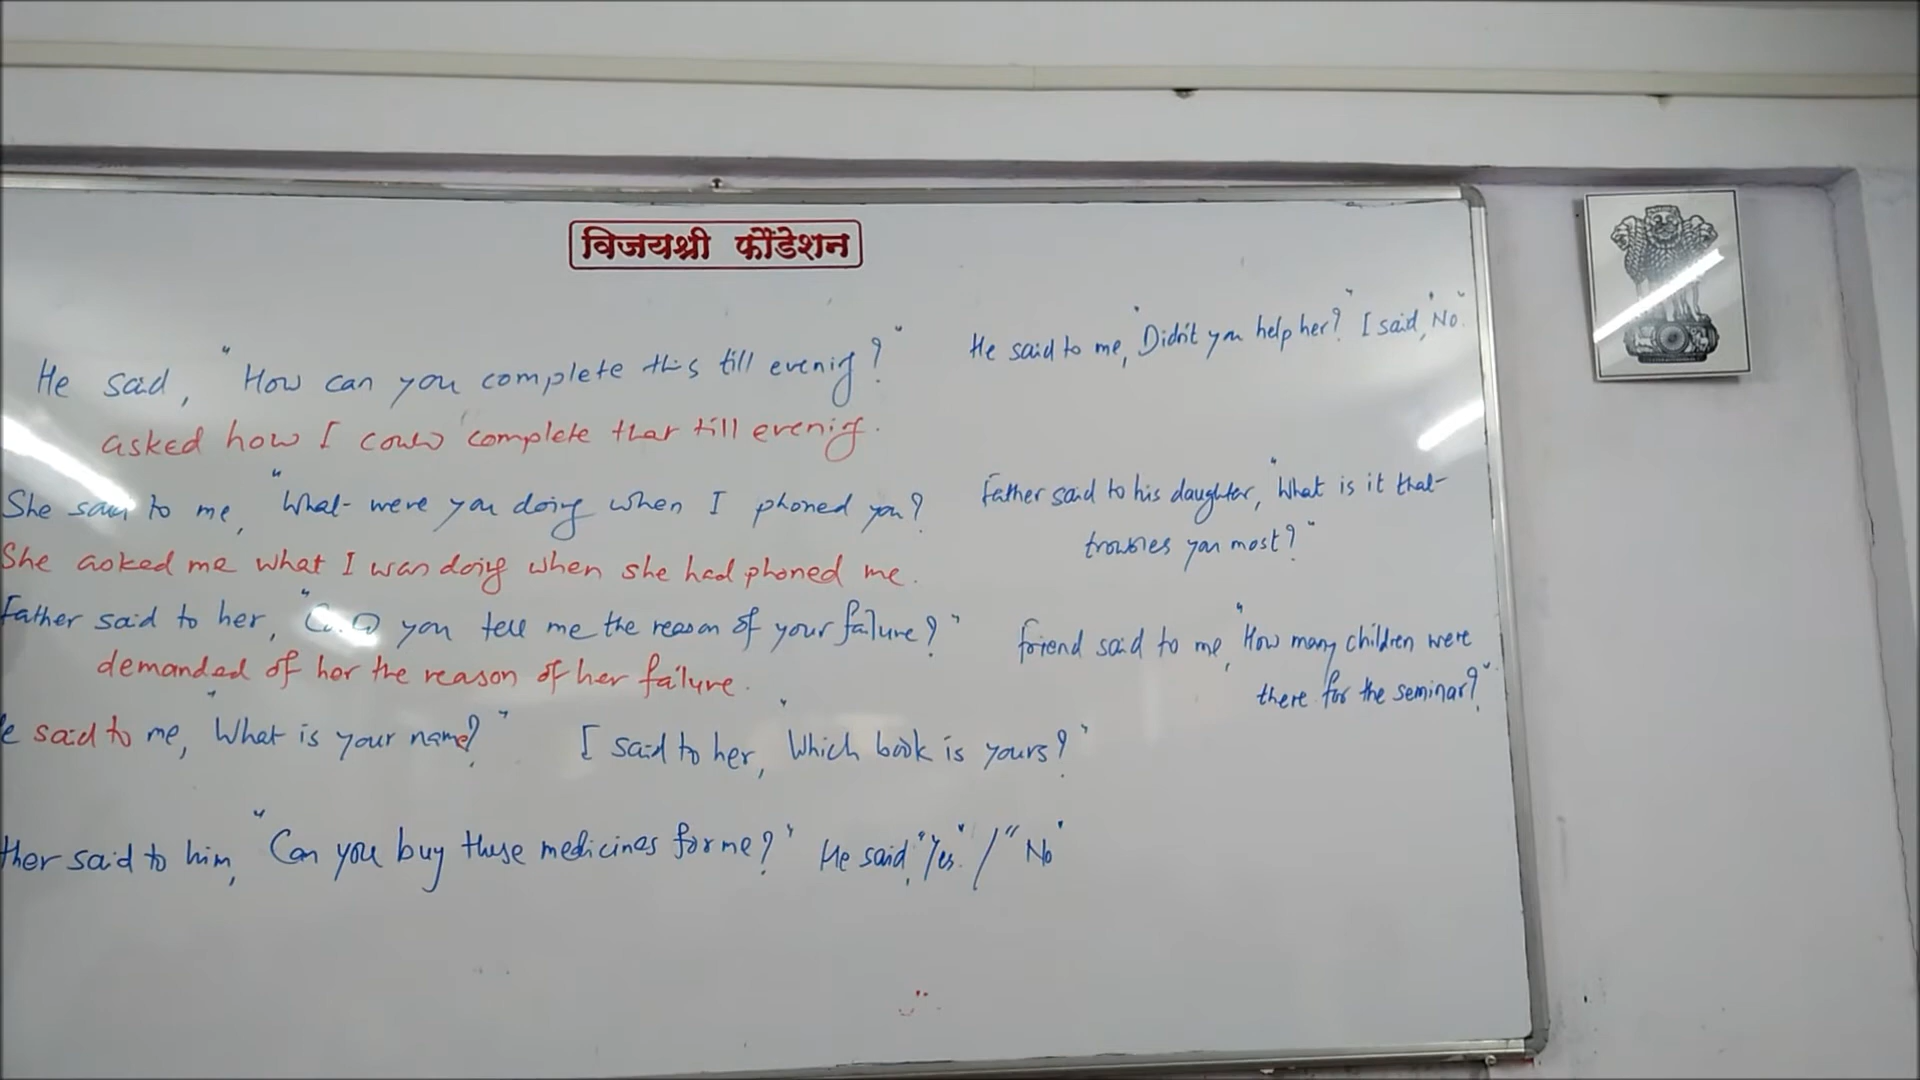 विजयश्री फौंडेशन
He said, "How can you complete this till evenig?"
asked how I could complete that till evenig.
She said to me, "What were you doing when I phoned you?
She asked me what I was doing when she had phoned me.
Father said to her, " you tell me the reason of your failure?"
demanded of her the reason of her failure.
e said to me, "What is your name?"
I said to her, "Which book is yours?"
ther said to him, "Can you buy these medicines for me?" He said, "Yes." / "No"
He said to me, "Didn't you help her?" I said, "No."
Father said to his daughter, "What is it that
troubles you most?"
friend said to me, "How many children were
there for the seminar?"